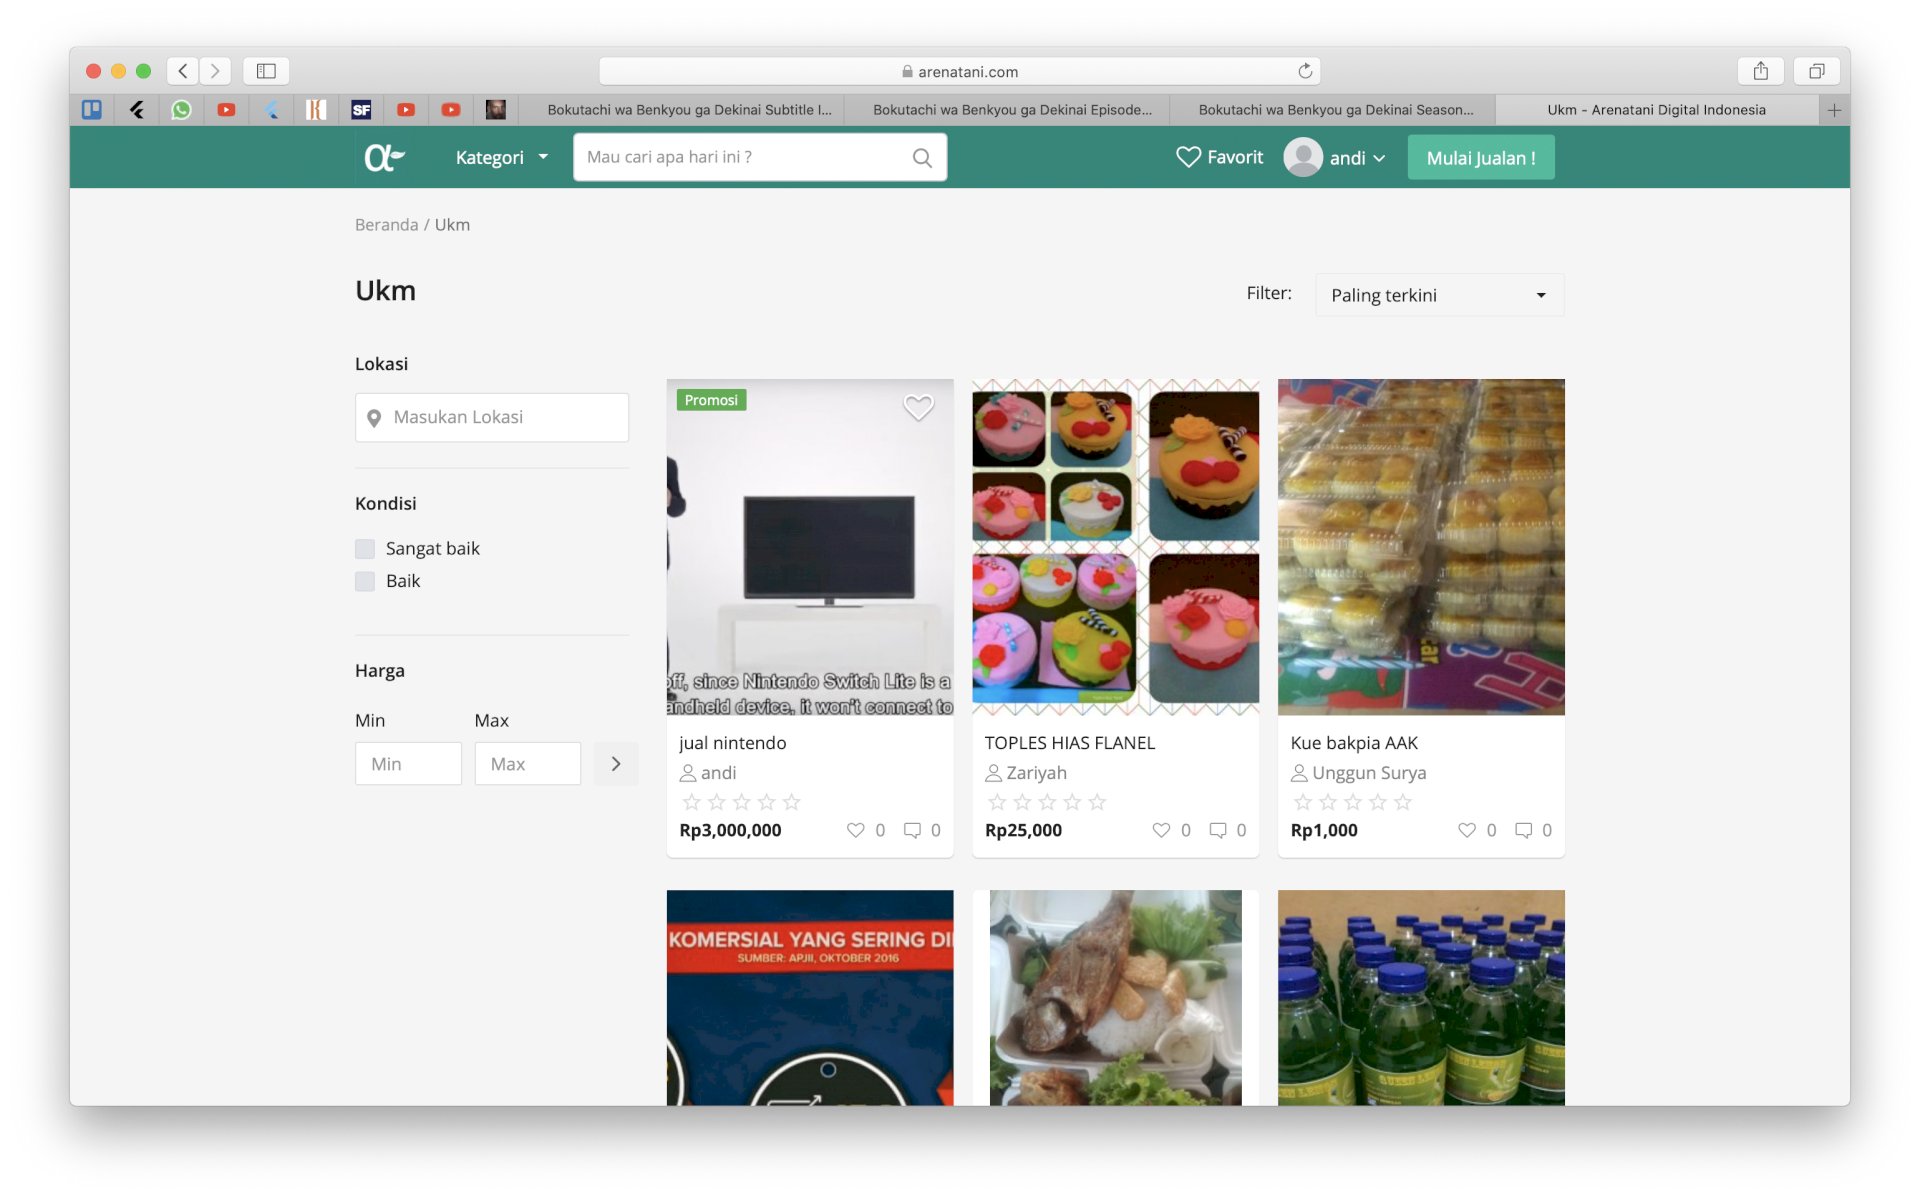 arenatani.com
SF
Bokutachi wa Benkyou ga Dekinai Subtitle I...
Bokutachi wa Benkyou ga Dekinai Episode...
Bokutachi wa Benkyou ga Dekinai Season...
Ukm - Arenatani Digital Indonesia
Kategori
Mau cari apa hari ini ?
Favorit
andi
Mulai Jualan !
Beranda / Ukm
Ukm
Filter:
Paling terkini
Lokasi
Masukan Lokasi
Kondisi
Sangat baik
Baik
Harga
Min
Max
Min
Max
Promosi
off, since Nintendo Switch Lite is a
andheld device, it won't connect to
jual nintendo
andi
Rp3,000,000
0
0
TOPLES HIAS FLANEL
Zariyah
Rp25,000
0
0
Kue bakpia AAK
Unggun Surya
Rp1,000
0
0
KOMERSIAL YANG SERING DI
SUMBER: APJII, OKTOBER 2016